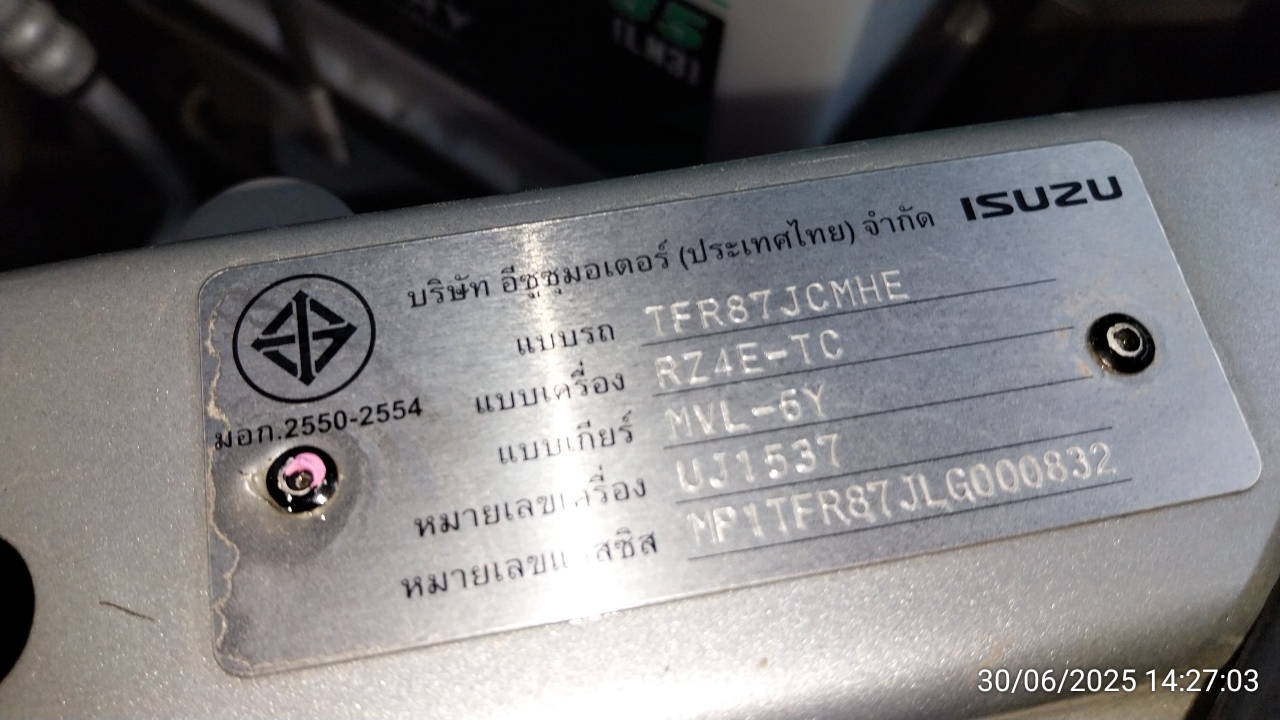 บริษัท อีซูซุมอเตอร์ (ประเทศไทย) จำกัด ISUZU
แบบรถ TFR87JCMHE
แบบเครื่อง RZ4E-TC
มอก.2550-2554
แบบเกียร์ MVL-6Y
หมายเลขเครื่อง UJ1537
หมายเลขแชสซิส MP1TFR87JLG000832
30/06/2025 14:27:03